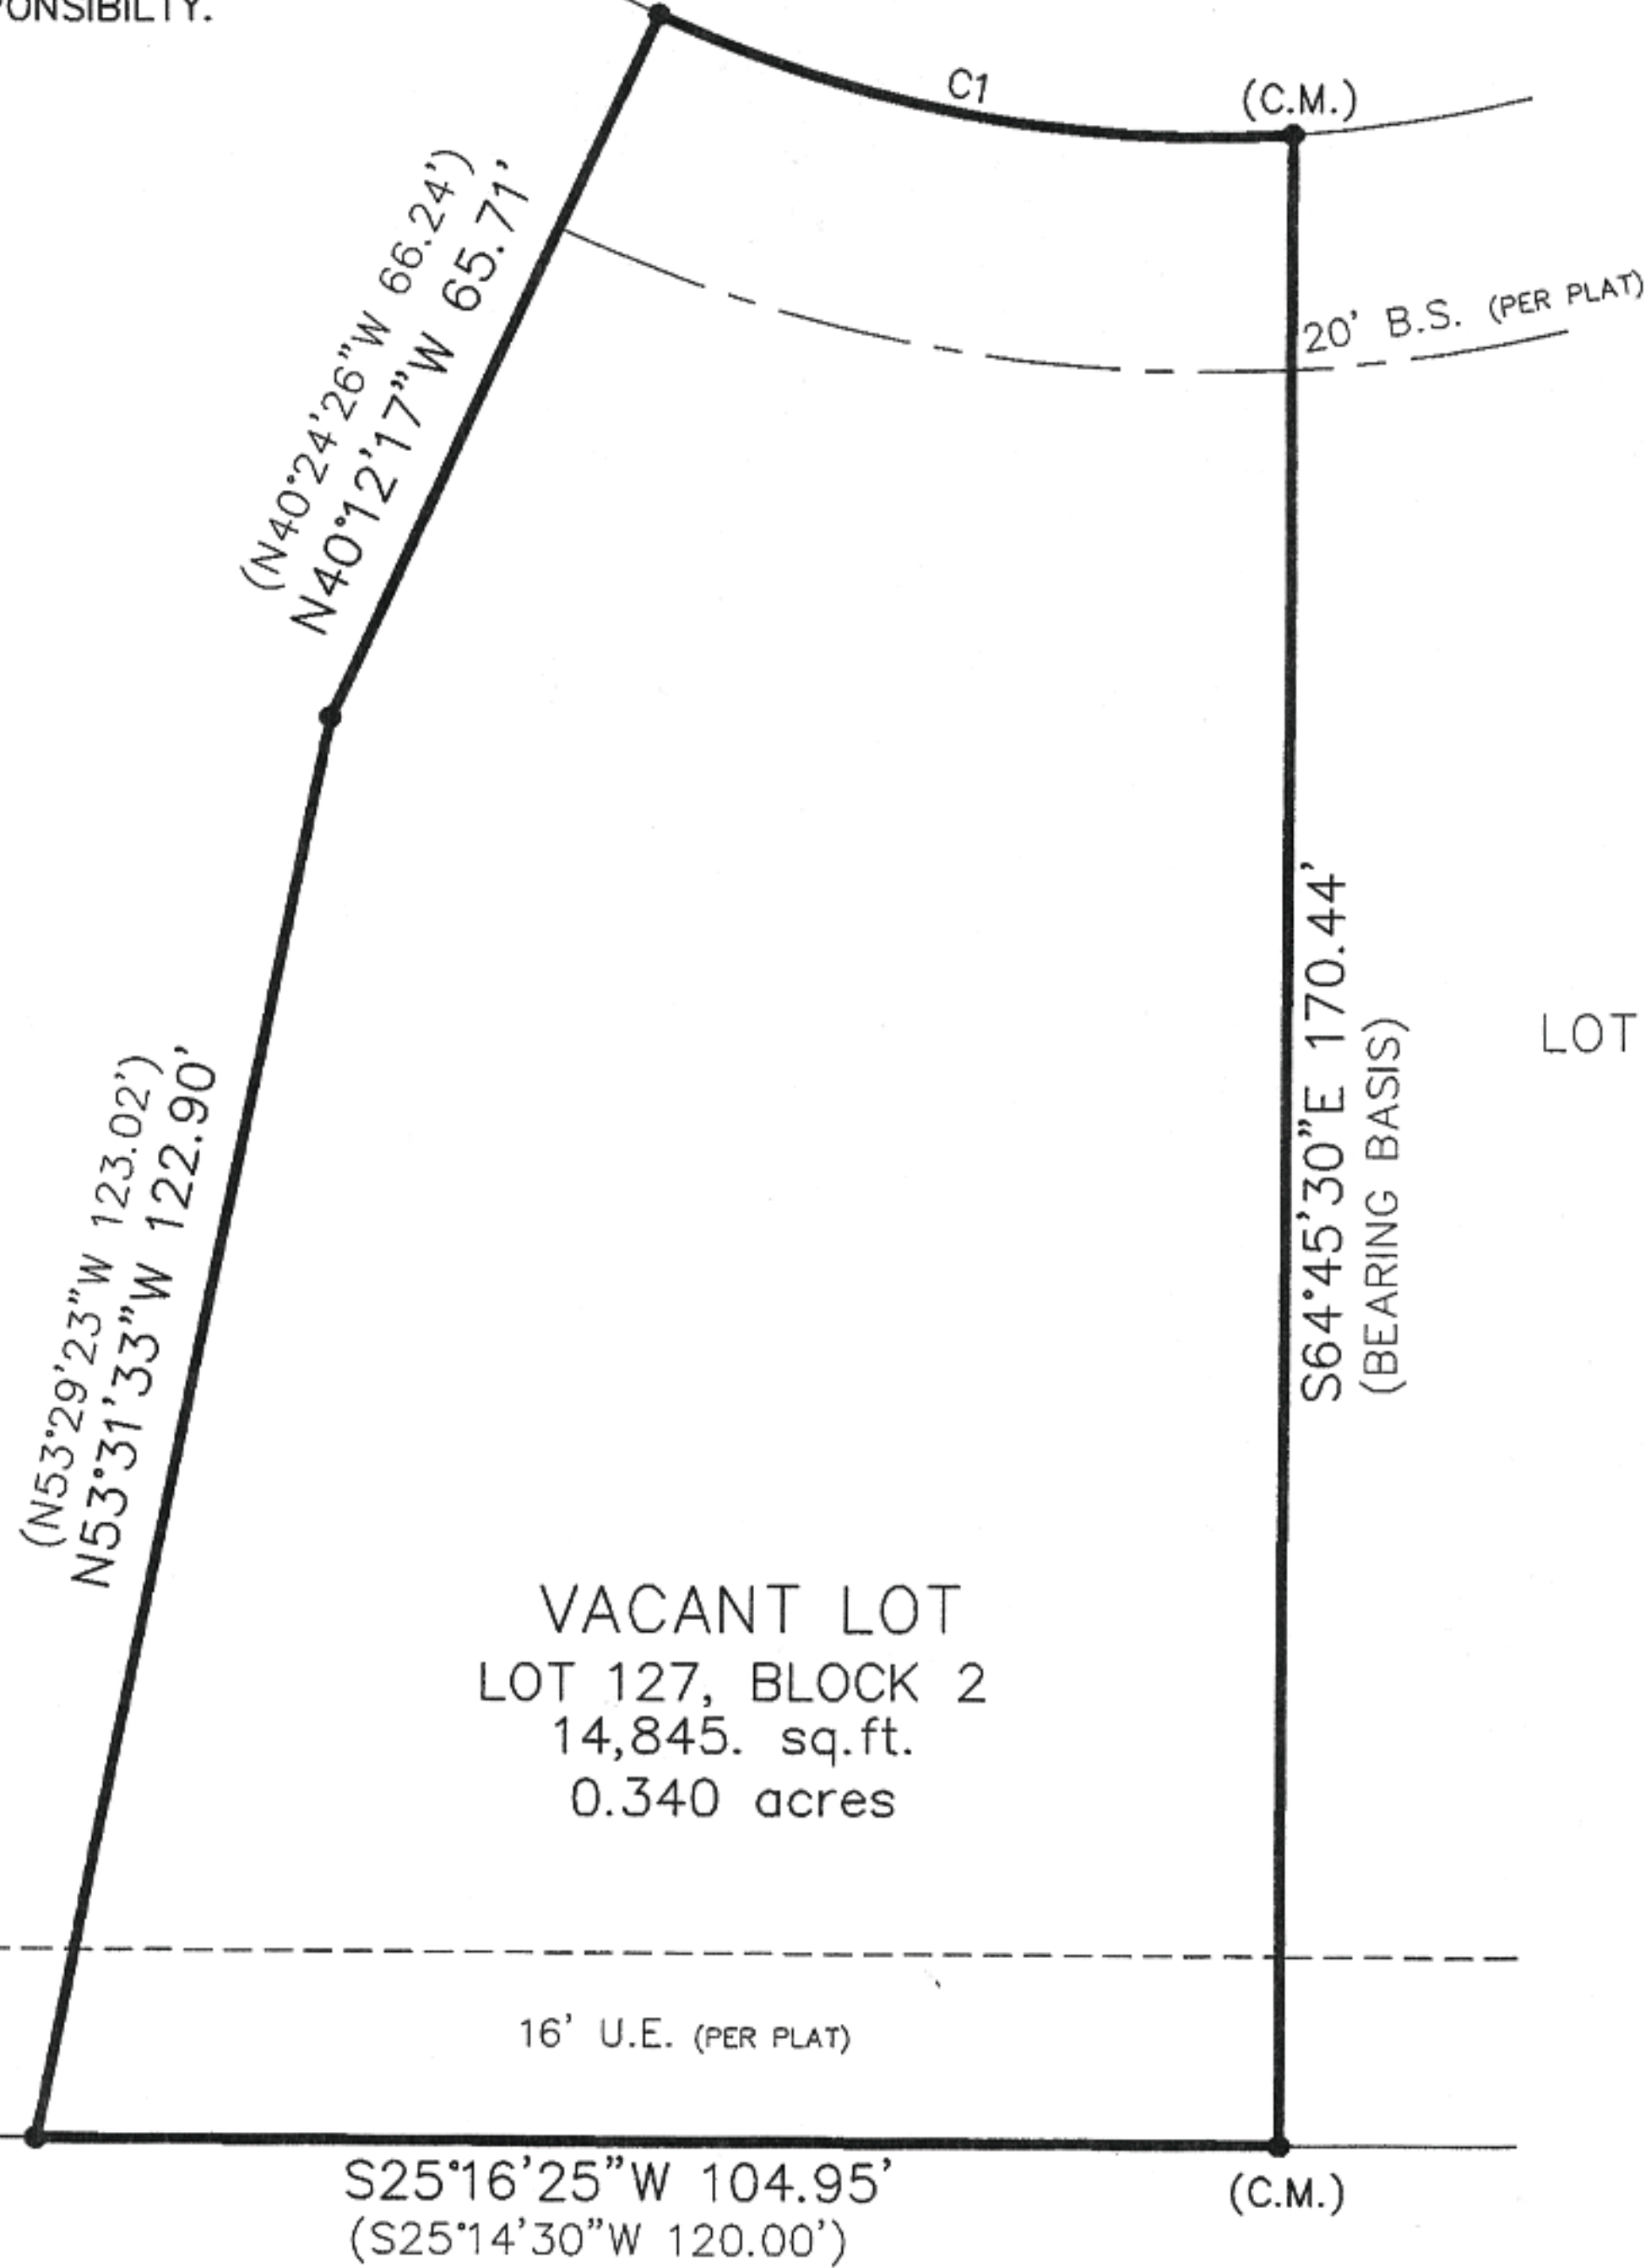 PONSIBILTY.
C1
(C.M.)
(N40°24'26"W 66.24')
N40°12'17"W 65.71'
20' B.S. (PER PLAT)
S64°45'30"E 170.44'
(BEARING BASIS)
LOT
(N53°29'23"W 123.02')
N53°31'33"W 122.90'
VACANT LOT
LOT 127, BLOCK 2
14,845. sq.ft.
0.340 acres
16' U.E. (PER PLAT)
S25°16'25"W 104.95'
(S25°14'30"W 120.00')
(C.M.)